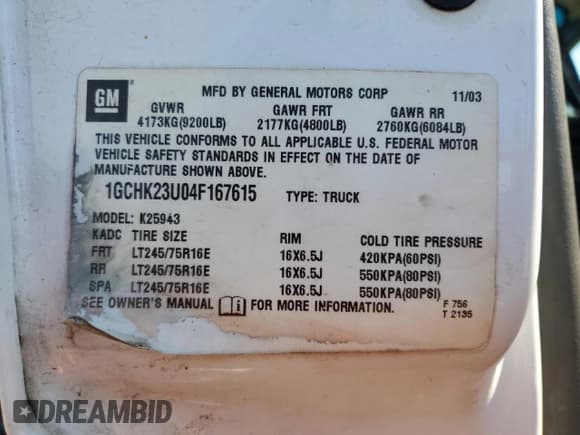 GM
MFD BY GENERAL MOTORS CORP 11/03
GVWR GAWR FRT GAWR RR
4173KG(9200LB) 2177KG(4800LB) 2760KG(6084LB)
THIS VEHICLE CONFORMS TO ALL APPLICABLE U.S. FEDERAL MOTOR
VEHICLE SAFETY STANDARDS IN EFFECT ON THE DATE OF
MANUFACTURE SHOWN ABOVE.
1GCHK23U04F167615 TYPE: TRUCK
MODEL: K25943
KADC TIRE SIZE RIM COLD TIRE PRESSURE
FRT LT245/75R16E 16X6.5J 420KPA(60PSI)
RR LT245/75R16E 16X6.5J 550KPA(80PSI)
SPA LT245/75R16E 16X6.5J 550KPA(80PSI)
SEE OWNER'S MANUAL FOR MORE INFORMATION. F 756
T 2135
DREAMBID
DREAMBID